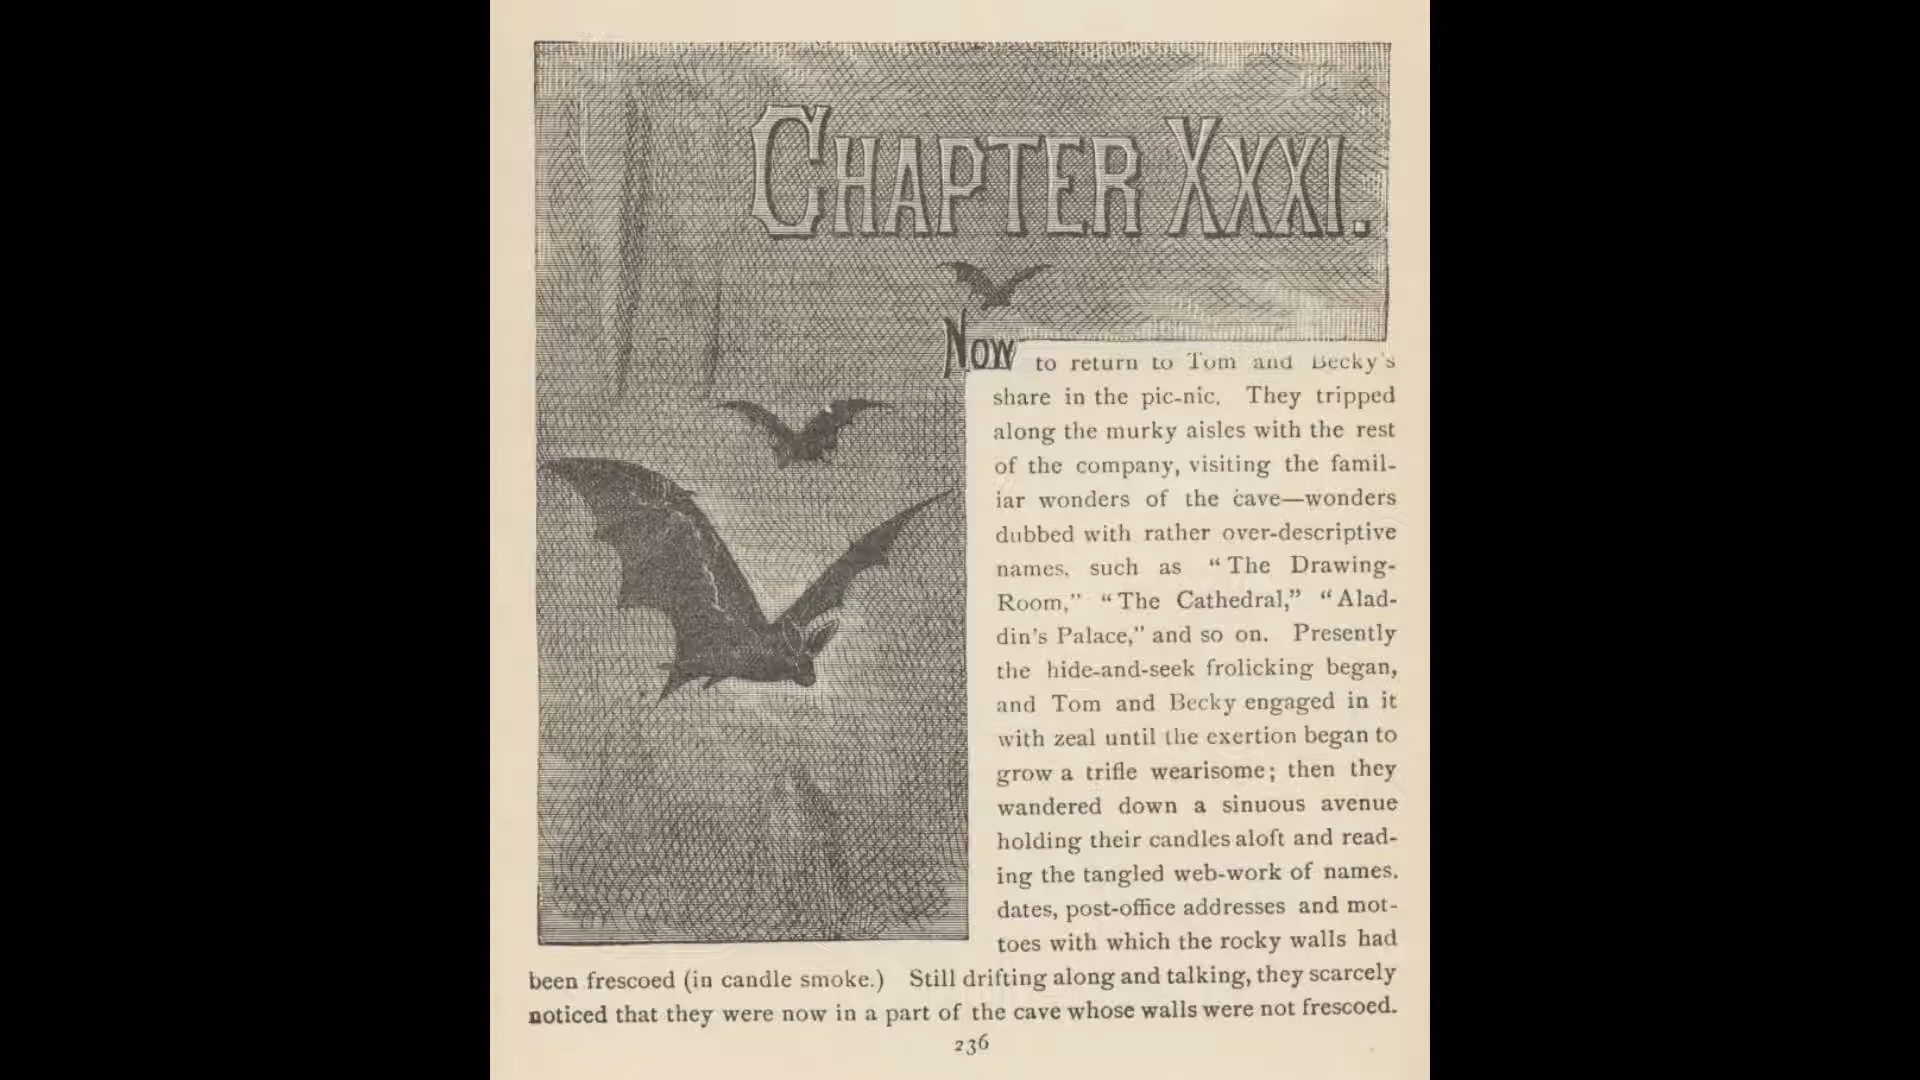 CHAPTER XXXI.
NOW to return to Tom and Becky's
share in the pic-nic. They tripped
along the murky aisles with the rest
of the company, visiting the famil-
iar wonders of the cave—wonders
dubbed with rather over-descriptive
names, such as “The Drawing-
Room,” “The Cathedral,” “Alad-
din's Palace,” and so on. Presently
the hide-and-seek frolicking began,
and Tom and Becky engaged in it
with zeal until the exertion began to
grow a trifle wearisome; then they
wandered down a sinuous avenue
holding their candles aloft and read-
ing the tangled web-work of names,
dates, post-office addresses and mot-
toes with which the rocky walls had
been frescoed (in candle smoke.) Still drifting along and talking, they scarcely
noticed that they were now in a part of the cave whose walls were not frescoed.
236